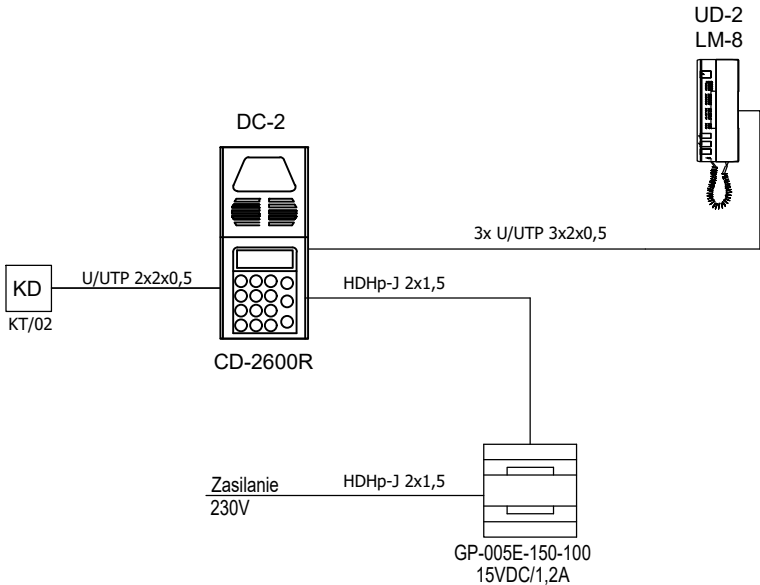 UD-2
LM-8
DC-2
3x U/UTP 3x2x0,5
KD
U/UTP 2x2x0,5
HDHp-J 2x1,5
KT/02
CD-2600R
Zasilanie
HDHp-J 2x1,5
230V
GP-005E-150-100
15VDC/1,2A